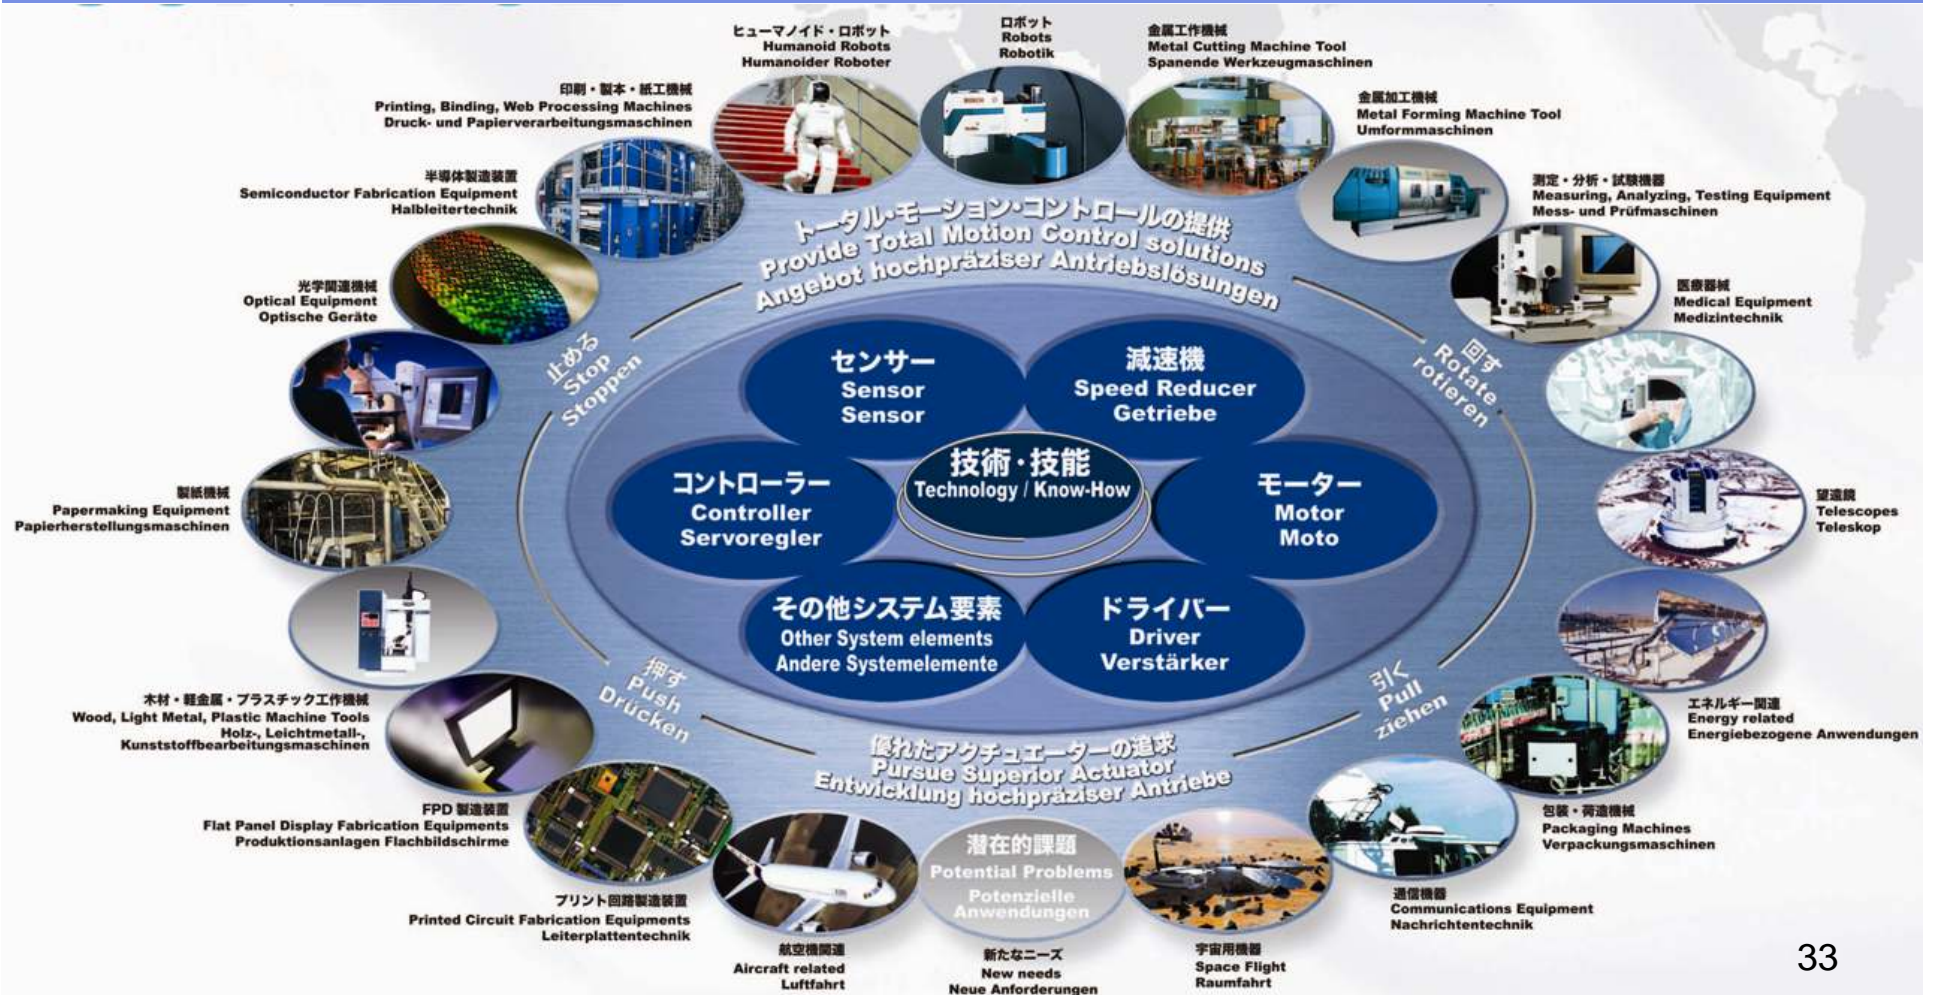 ヒューマノイド・ロボット
Humanoid Robots
Humanoider Roboter
ロボット
Robots
Robotik
金属工作機械
Metal Cutting Machine Tool
Spanende Werkzeugmaschinen
印刷・製本・紙工機械
Printing, Binding, Web Processing Machines
Druck- und Papierverarbeitungsmaschinen
金属加工機械
Metal Forming Machine Tool
Umformmaschinen
半導体製造装置
Semiconductor Fabrication Equipment
Halbleitertechnik
測定・分析・試験機器
Measuring, Analyzing, Testing Equipment
Mess- und Prüfmaschinen
トータル・モーション・コントロールの提供
Provide Total Motion Control solutions
Angebot hochpräziser Antriebslösungen
光学関連機械
Optical Equipment
Optische Geräte
医療器械
Medical Equipment
Medizintechnik
止める
Stop
Stoppen
回す
Rotate
rotieren
センサー
Sensor
Sensor
減速機
Speed Reducer
Getriebe
技術・技能
Technology / Know-How
コントローラー
Controller
Servoregler
モーター
Motor
Moto
製紙機械
Papermaking Equipment
Papierherstellungsmaschinen
望遠鏡
Telescopes
Teleskop
その他システム要素
Other System elements
Andere Systemelemente
ドライバー
Driver
Verstärker
押す
Push
Drücken
引く
Pull
ziehen
木材・軽金属・プラスチック工作機械
Wood, Light Metal, Plastic Machine Tools
Holz-, Leichtmetall-,
Kunststoffbearbeitungsmaschinen
エネルギー関連
Energy related
Energiebezogene Anwendungen
優れたアクチュエーターの追求
Pursue Superior Actuator
Entwicklung hochpräziser Antriebe
FPD 製造装置
Flat Panel Display Fabrication Equipments
Produktionsanlagen Flachbildschirme
包装・荷造機械
Packaging Machines
Verpackungsmaschinen
潜在的課題
Potential Problems
Potenzielle
Anwendungen
プリント回路製造装置
Printed Circuit Fabrication Equipments
Leiterplattentechnik
通信機器
Communications Equipment
Nachrichtentechnik
航空機関連
Aircraft related
Luftfahrt
新たなニーズ
New needs
Neue Anforderungen
宇宙用機器
Space Flight
Raumfahrt
33